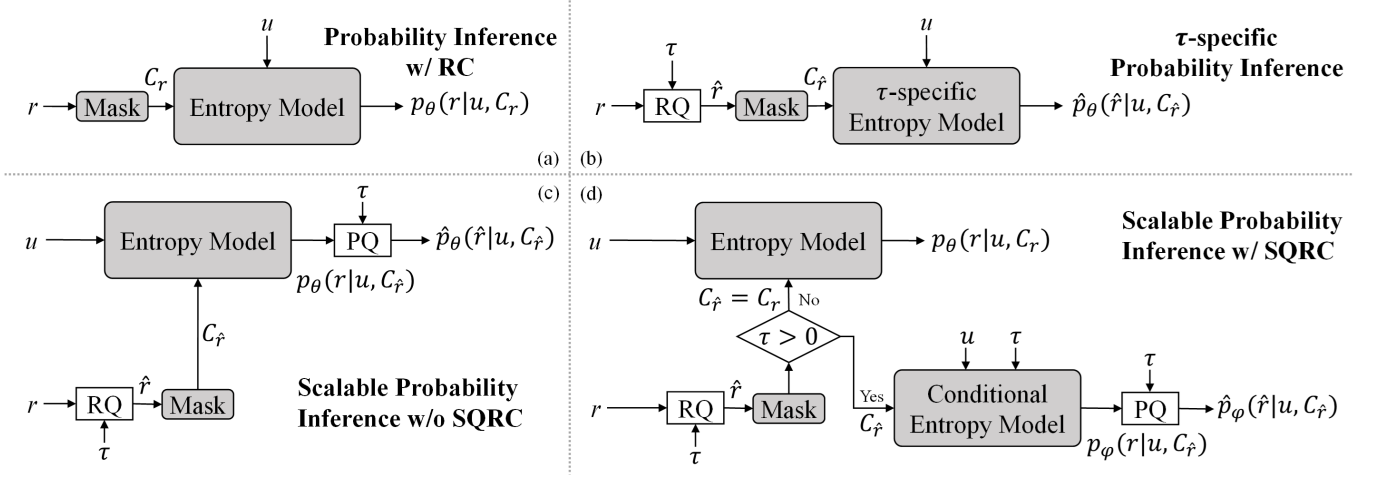 Probability Inference
w/ RC
u
r
Mask
C_r
Entropy Model
p_θ(r|u, C_r)
(a)
τ-specific
Probability Inference
τ
u
r
RQ
r̂
Mask
C_r̂
τ-specific
Entropy Model
p̂_θ(r̂|u, C_r̂)
(b)
(c)
u
Entropy Model
τ
PQ
p̂_θ(r̂|u, C_r̂)
p_θ(r|u, C_r̂)
C_r̂
r
RQ
r̂
Mask
τ
Scalable Probability
Inference w/o SQRC
(d)
u
Entropy Model
p_θ(r|u, C_r)
Scalable Probability
Inference w/ SQRC
C_r̂ = C_r
No
τ > 0
Yes
C_r̂
r
RQ
r̂
Mask
τ
u
τ
Conditional
Entropy Model
τ
PQ
p̂_φ(r̂|u, C_r̂)
p_φ(r|u, C_r̂)